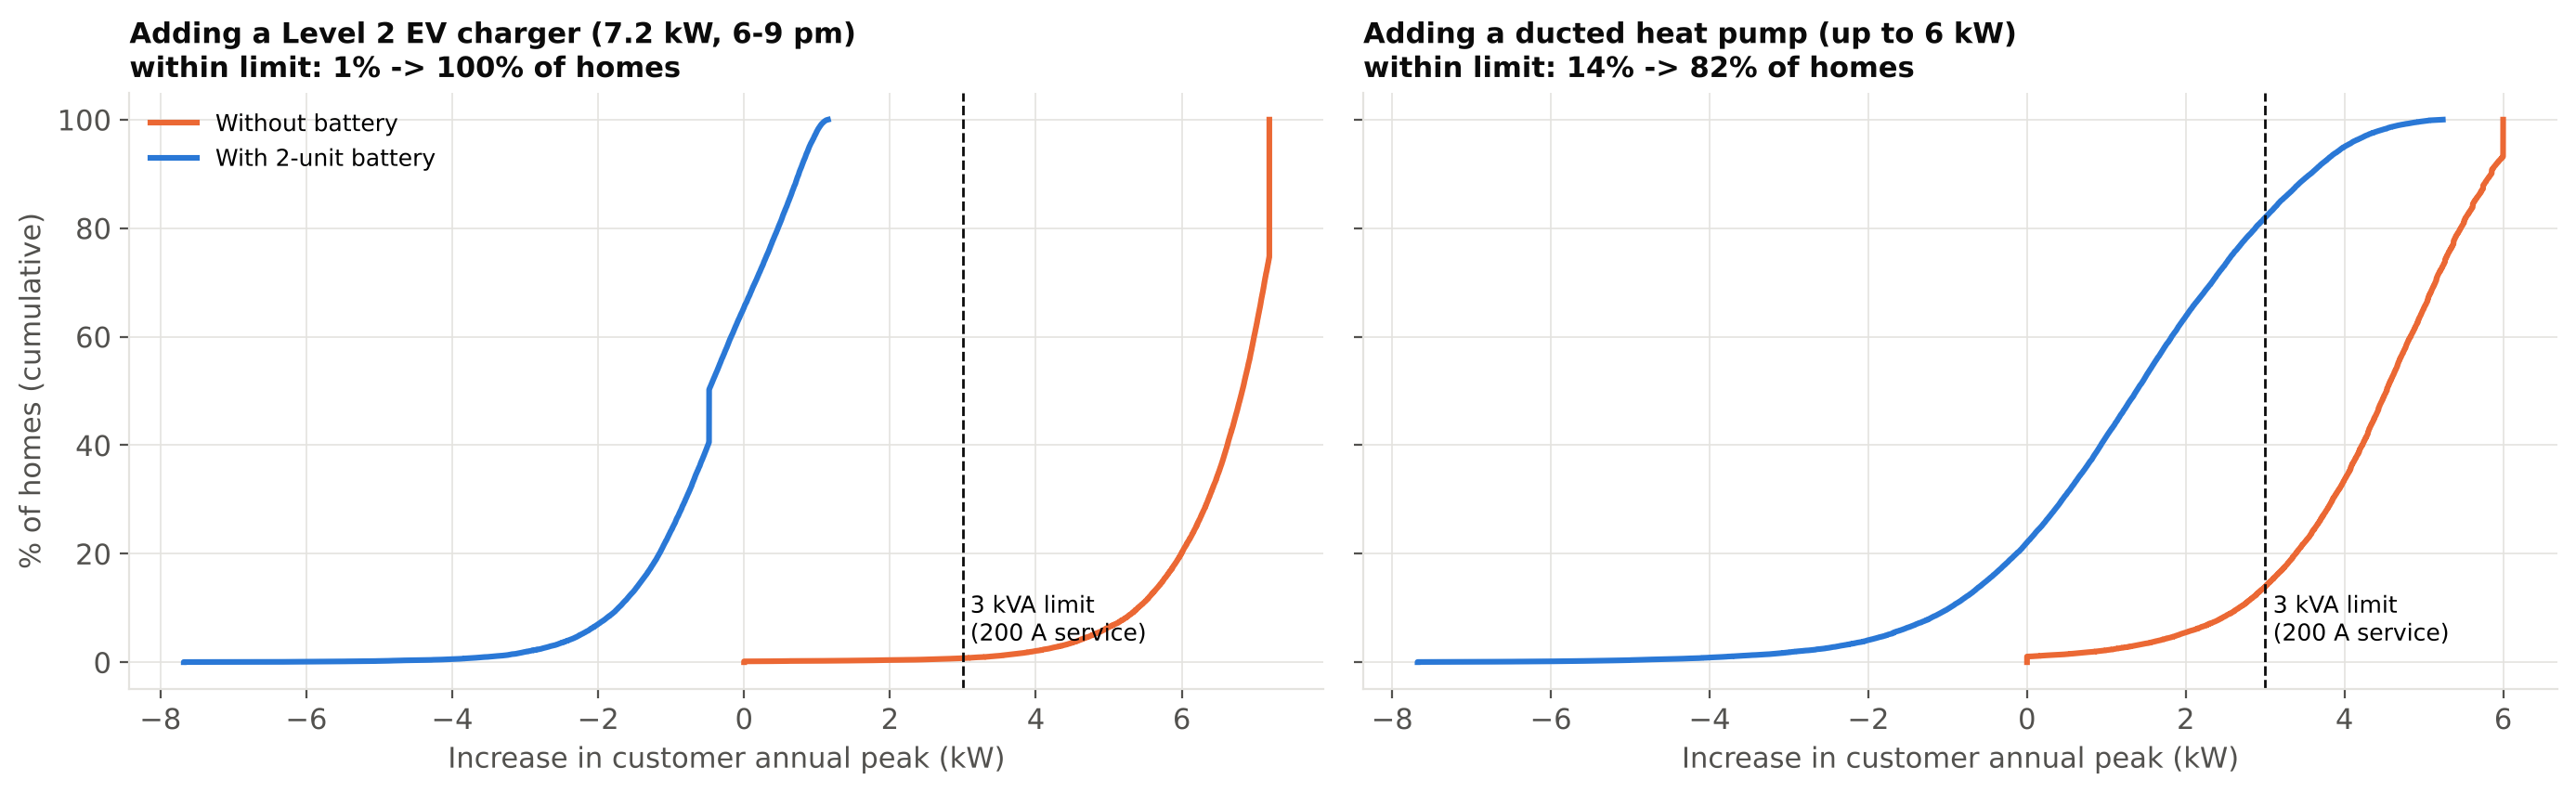 Adding a Level 2 EV charger (7.2 kW, 6-9 pm)
within limit: 1% -> 100% of homes
Without battery
With 2-unit battery
3 kVA limit
(200 A service)
% of homes (cumulative)
100
80
60
40
20
0
−8 −6 −4 −2 0 2 4 6
Increase in customer annual peak (kW)
Adding a ducted heat pump (up to 6 kW)
within limit: 14% -> 82% of homes
3 kVA limit
(200 A service)
−8 −6 −4 −2 0 2 4 6
Increase in customer annual peak (kW)